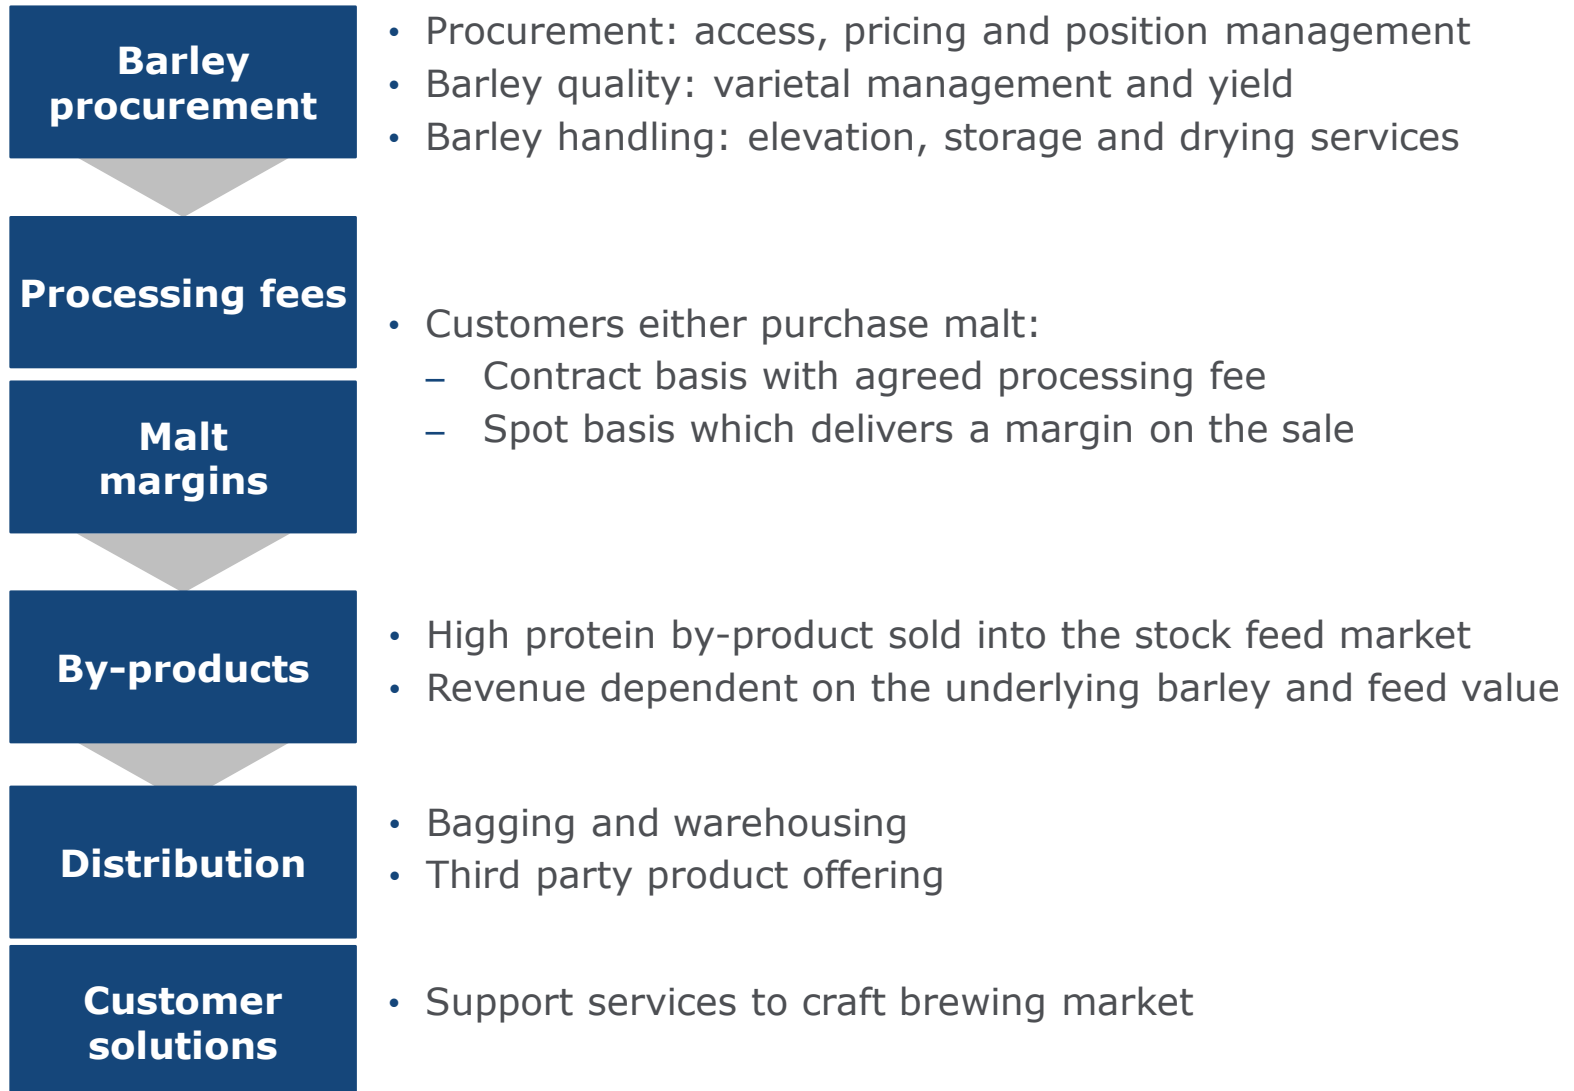 Barley
procurement
• Procurement: access, pricing and position management
• Barley quality: varietal management and yield
• Barley handling: elevation, storage and drying services
Processing fees
Malt
margins
• Customers either purchase malt:
– Contract basis with agreed processing fee
– Spot basis which delivers a margin on the sale
By-products
• High protein by-product sold into the stock feed market
• Revenue dependent on the underlying barley and feed value
Distribution
• Bagging and warehousing
• Third party product offering
Customer
solutions
• Support services to craft brewing market